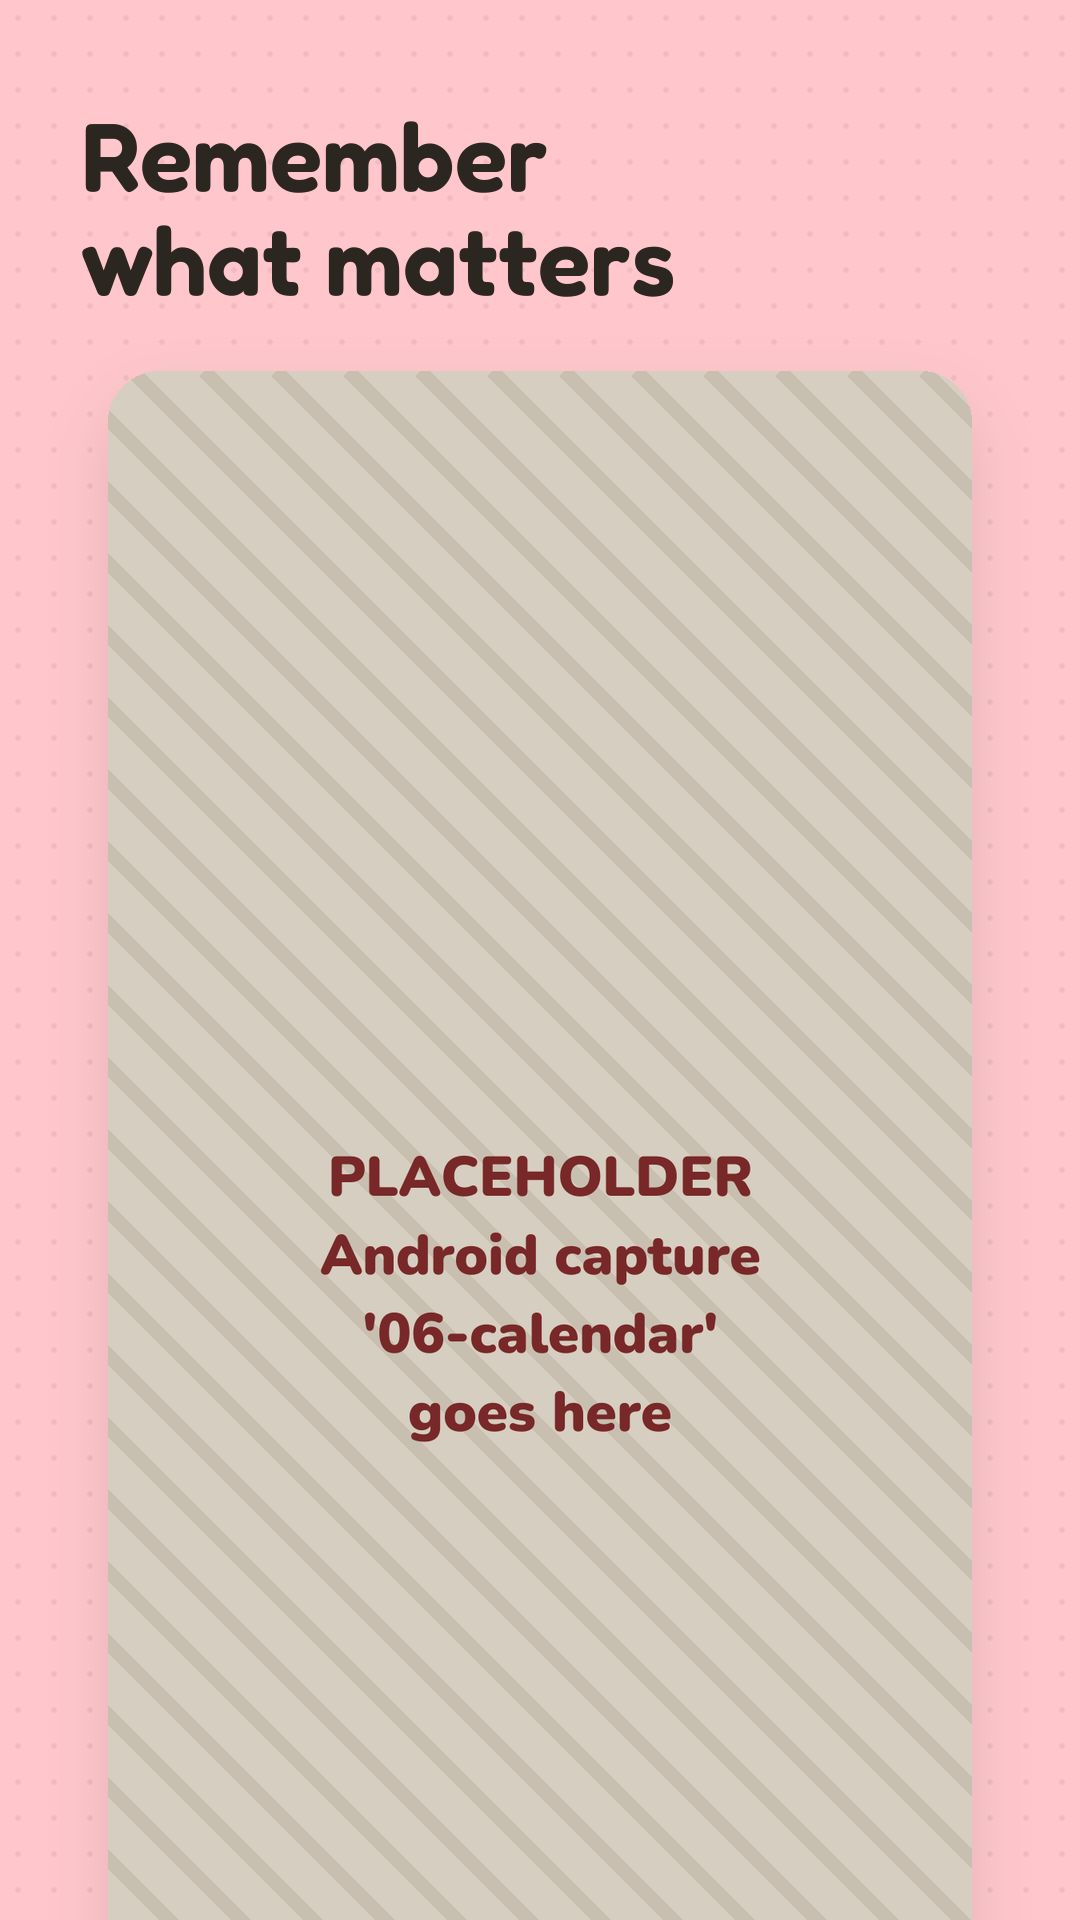 Remember
what matters
PLACEHOLDER
Android capture
'06-calendar'
goes here